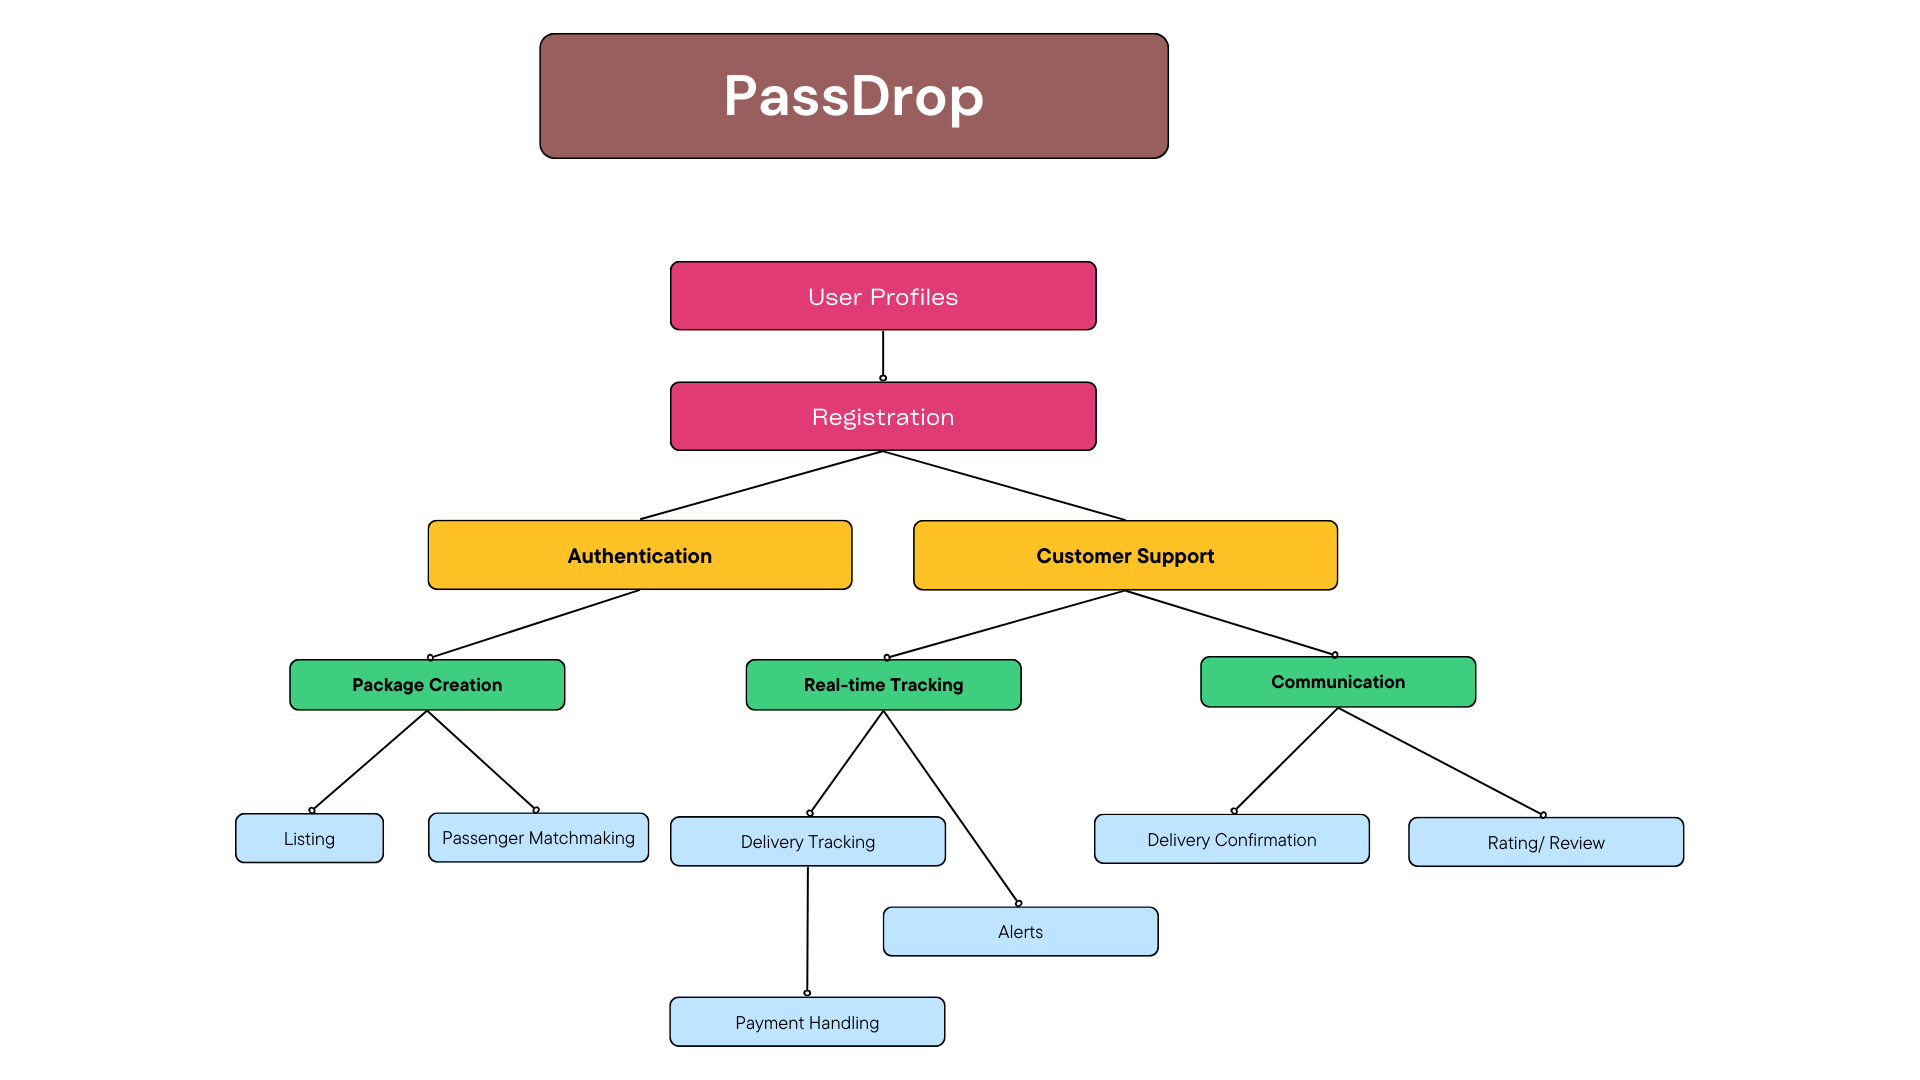 PassDrop
User Profiles
Registration
Authentication
Customer Support
Package Creation
Real-time Tracking
Communication
Listing
Passenger Matchmaking
Delivery Tracking
Delivery Confirmation
Rating/ Review
Alerts
Payment Handling